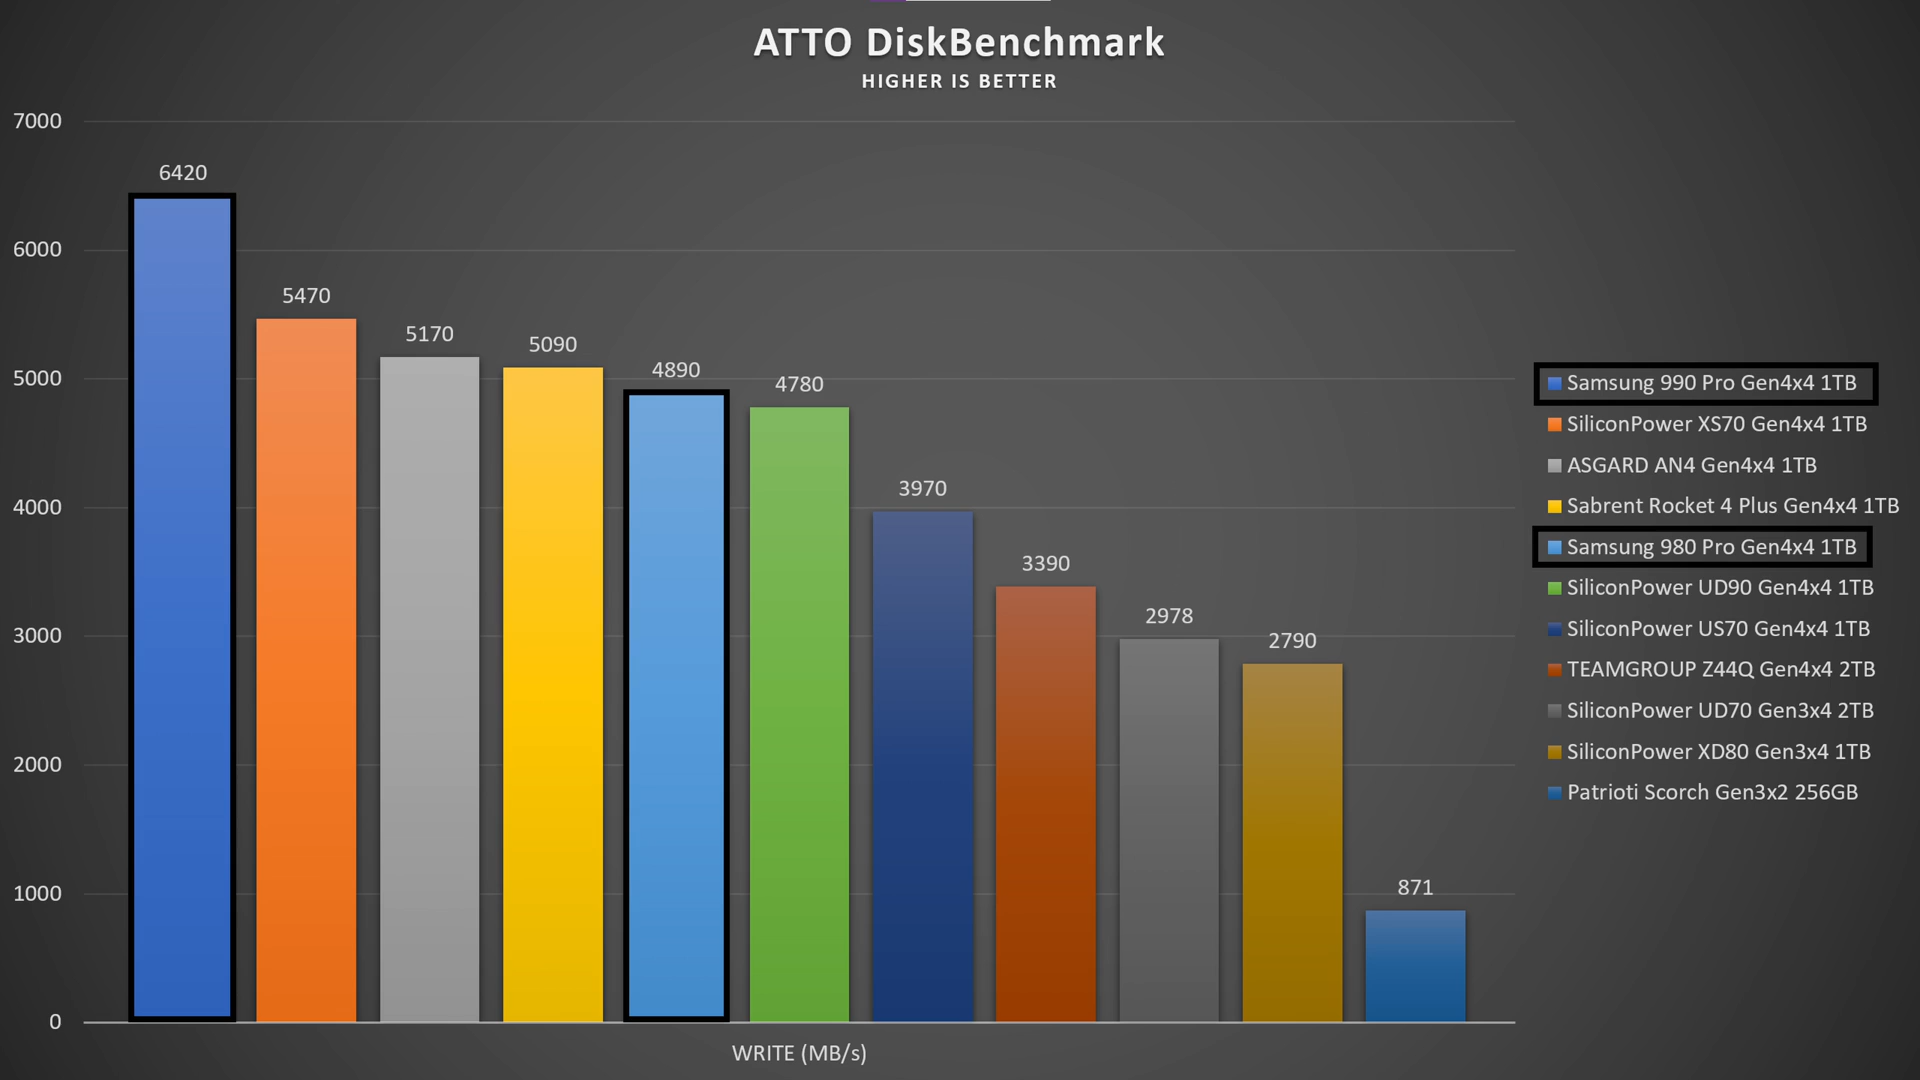 ATTO DiskBenchmark
HIGHER IS BETTER
7000
6000
5000
4000
3000
2000
1000
0
6420
5470
5170
5090
4890
4780
3970
3390
2978
2790
871
WRITE (MB/s)
Samsung 990 Pro Gen4x4 1TB
SiliconPower XS70 Gen4x4 1TB
ASGARD AN4 Gen4x4 1TB
Sabrent Rocket 4 Plus Gen4x4 1TB
Samsung 980 Pro Gen4x4 1TB
SiliconPower UD90 Gen4x4 1TB
SiliconPower US70 Gen4x4 1TB
TEAMGROUP Z44Q Gen4x4 2TB
SiliconPower UD70 Gen3x4 2TB
SiliconPower XD80 Gen3x4 1TB
Patrioti Scorch Gen3x2 256GB